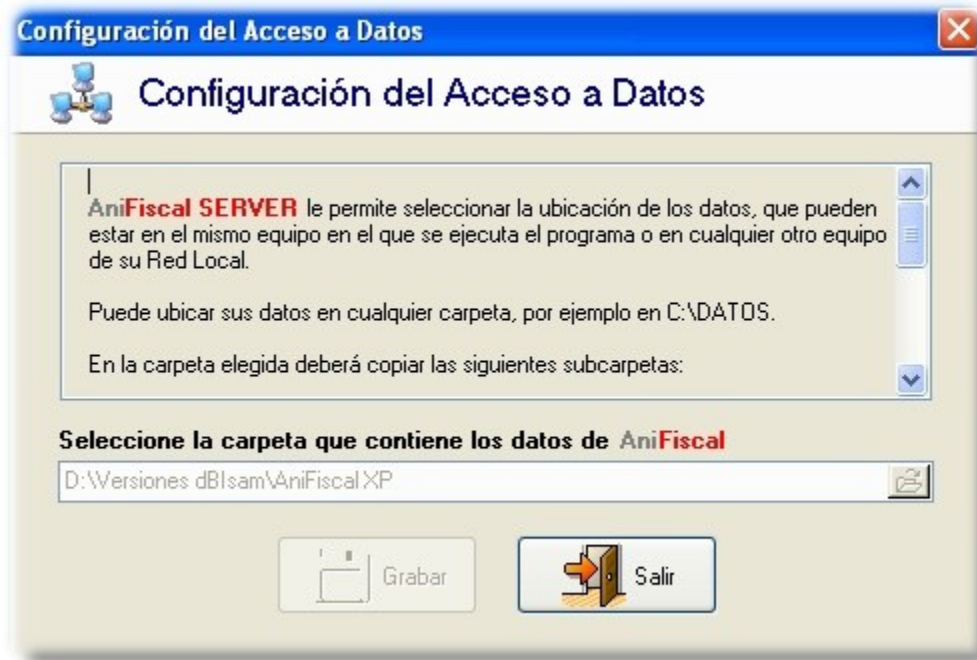 Configuración del Acceso a Datos
Configuración del Acceso a Datos
AniFiscal SERVER le permite seleccionar la ubicación de los datos, que pueden
estar en el mismo equipo en el que se ejecuta el programa o en cualquier otro equipo
de su Red Local.
Puede ubicar sus datos en cualquier carpeta, por ejemplo en C:\DATOS.
En la carpeta elegida deberá copiar las siguientes subcarpetas:
Seleccione la carpeta que contiene los datos de AniFiscal
D:\Versiones dBIsam\AniFiscalXP
Grabar
Salir